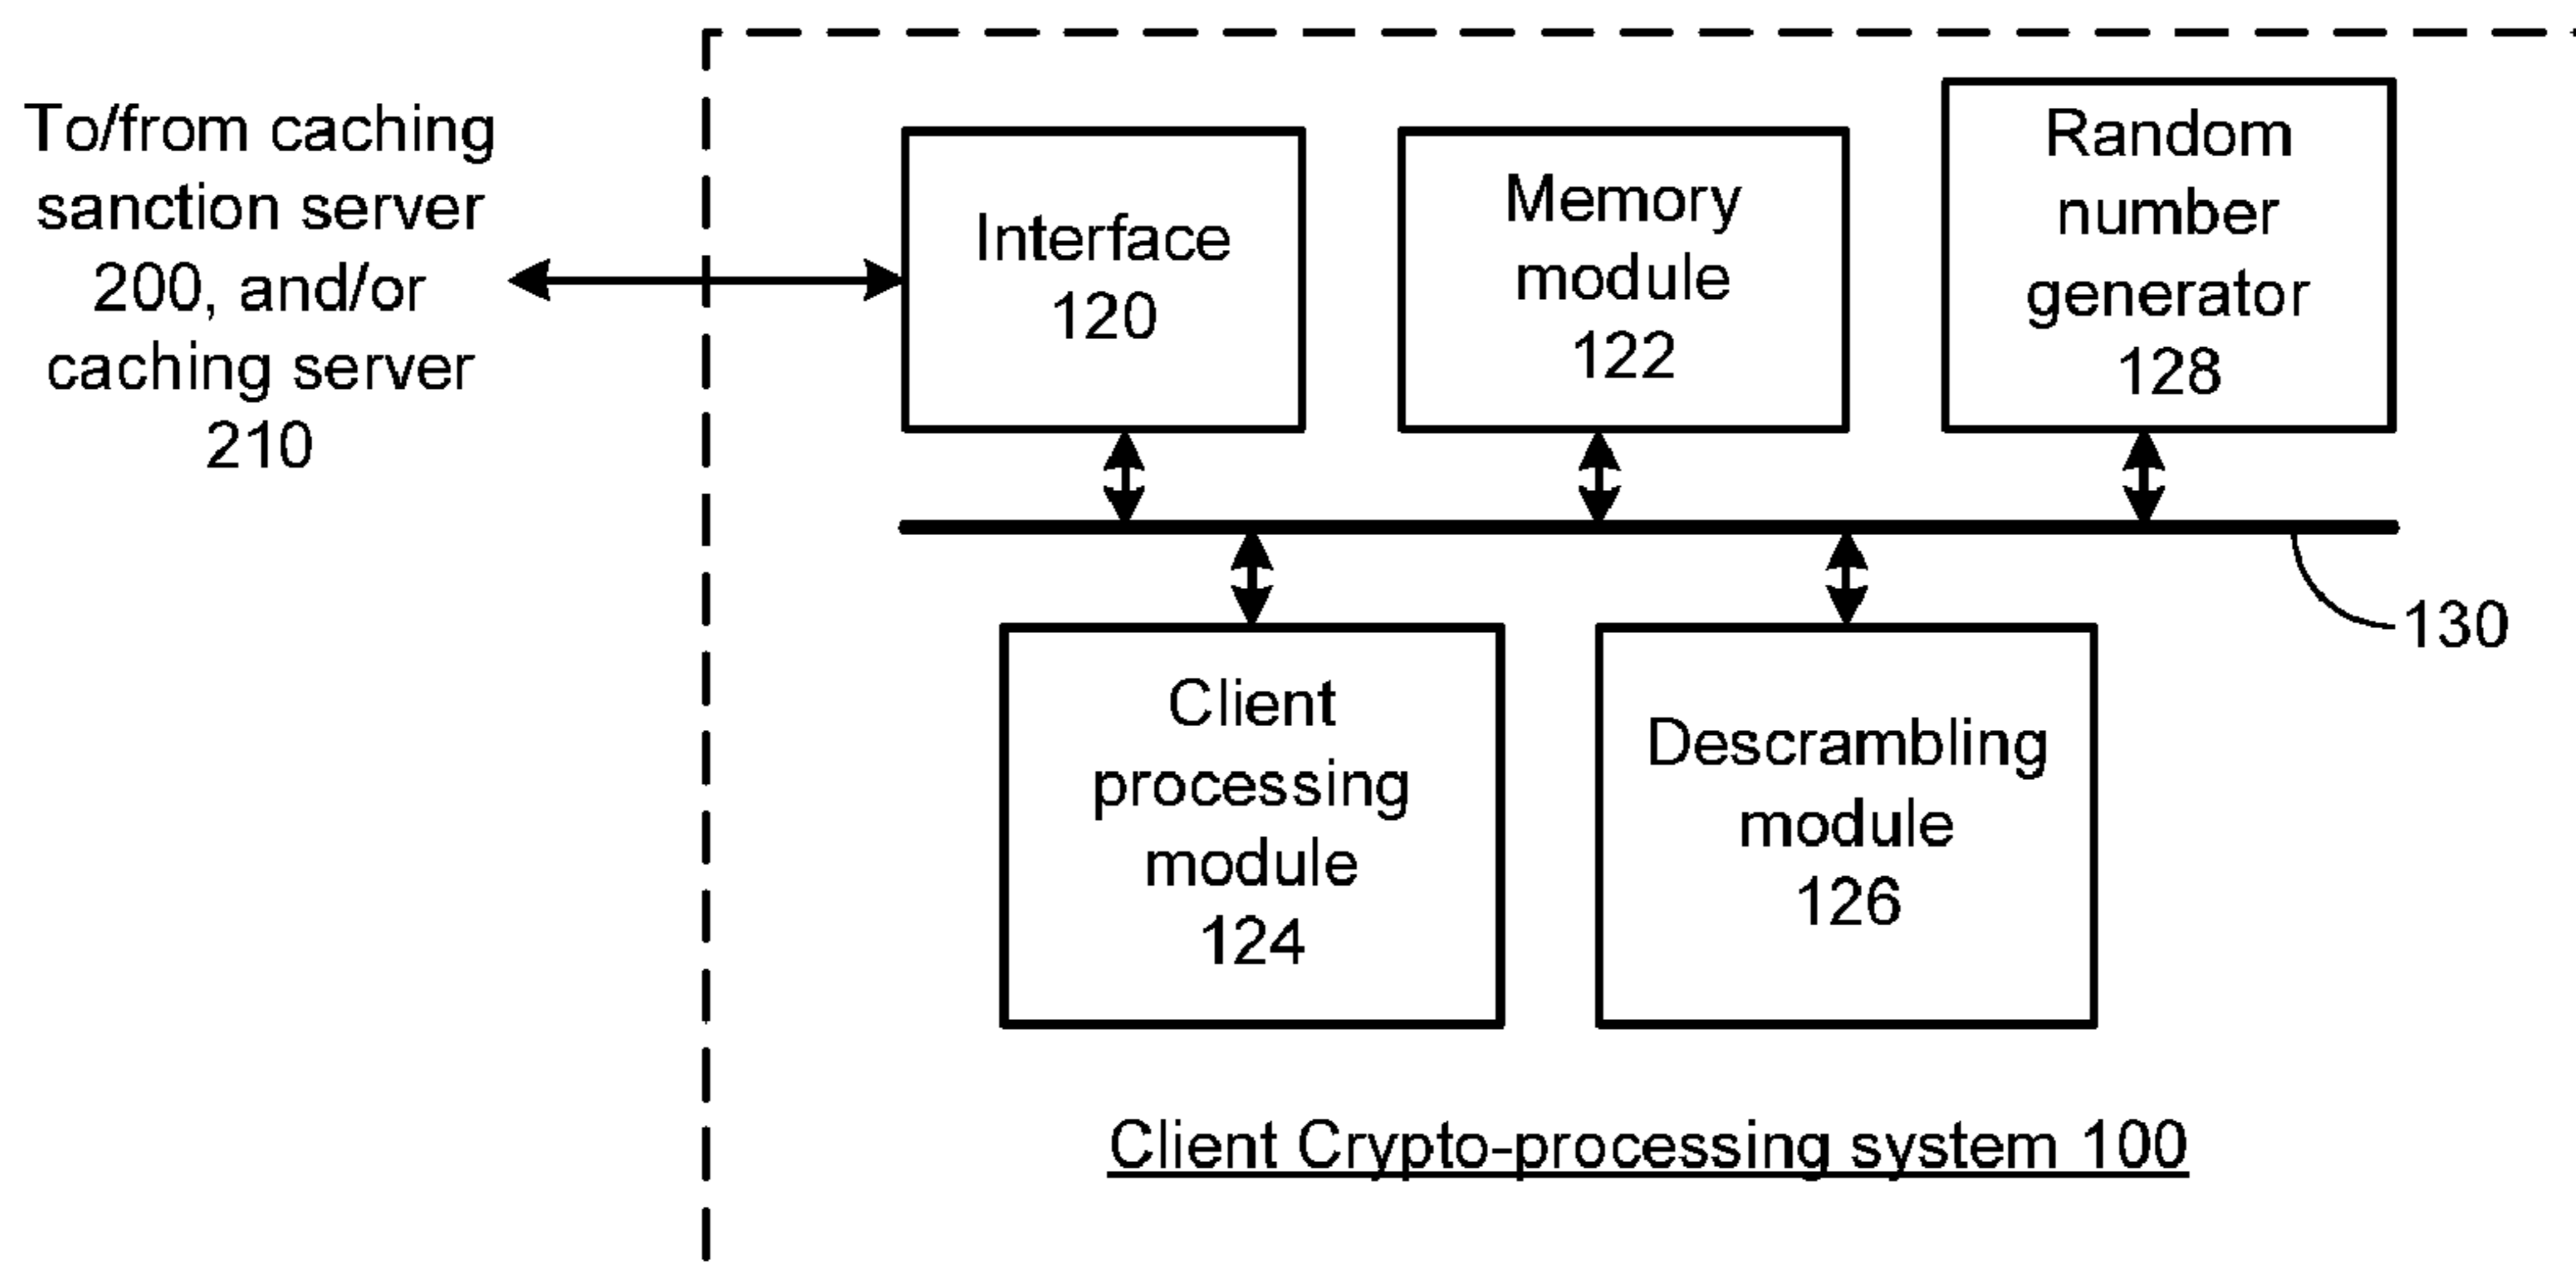 To/from caching
sanction server
200, and/or
caching server
210
Interface
120
Memory
module
122
Random
number
generator
128
130
Client
processing
module
124
Descrambling
module
126
Client Crypto-processing system 100